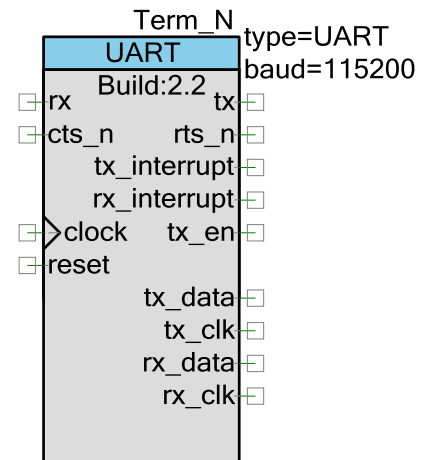 Term_N
type=UART
UART
baud=115200
Build:2.2
rx
tx
cts_n
rts_n
tx_interrupt
rx_interrupt
clock
tx_en
reset
tx_data
tx_clk
rx_data
rx_clk